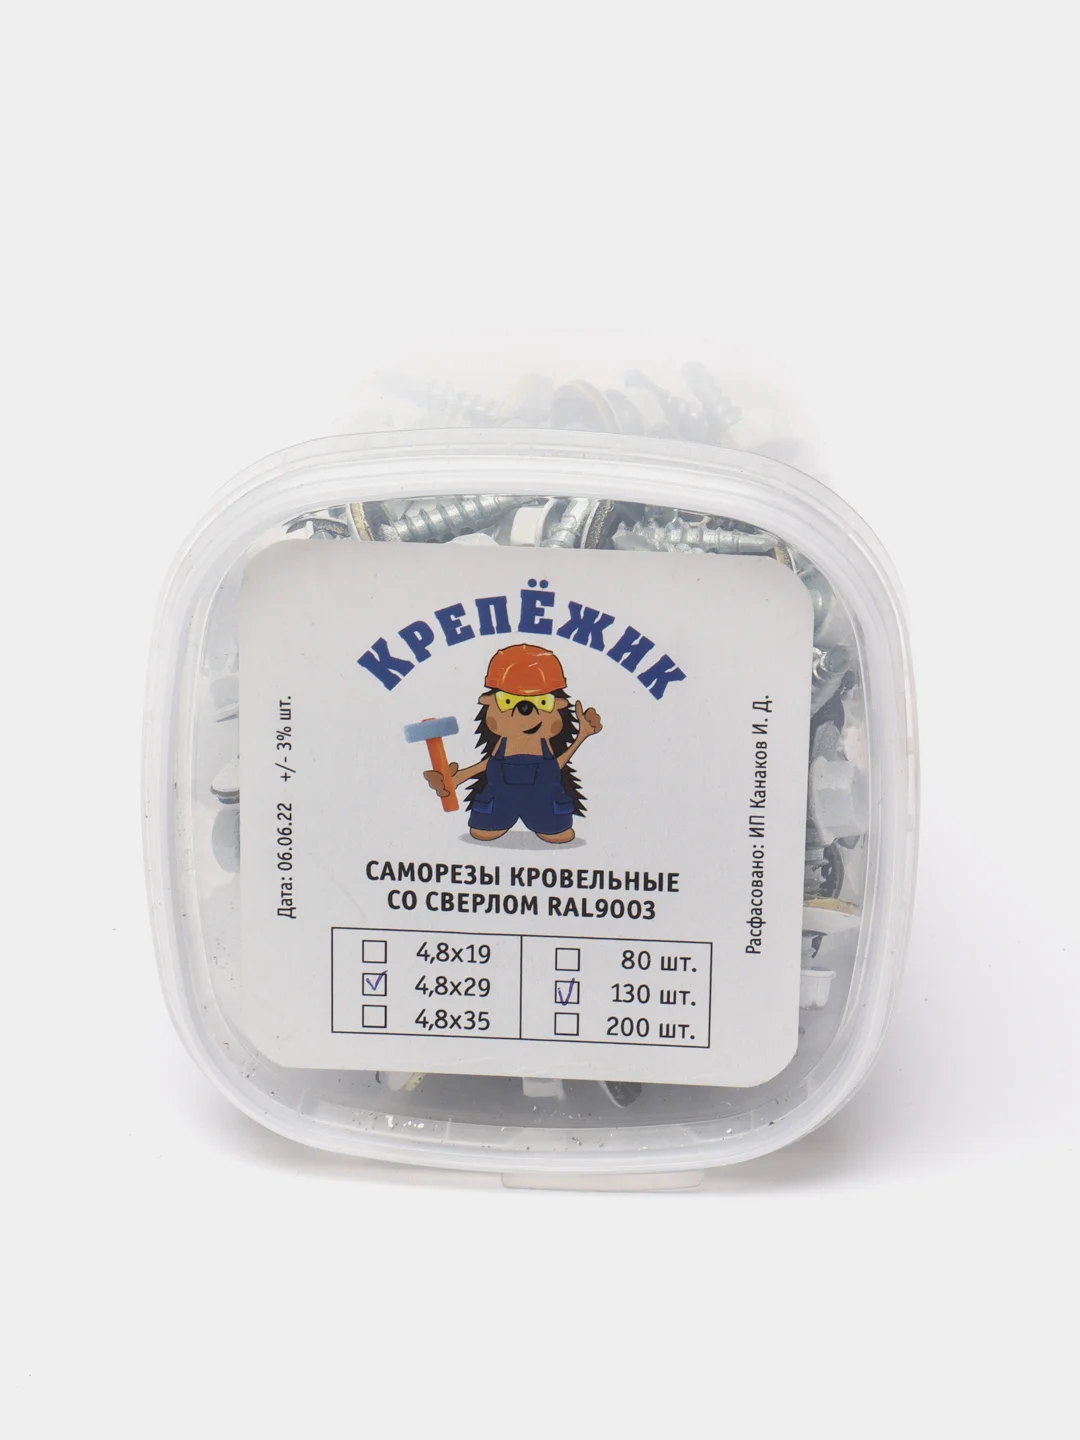 КРЕПЁЖИК
Дата: 06.06.22 +/- 3% шт.
Расфасовано: ИП Канаков И. Д.
САМОРЕЗЫ КРОВЕЛЬНЫЕ
СО СВЕРЛОМ RAL9003
4,8х19 80 шт.
4,8х29 130 шт.
4,8х35 200 шт.